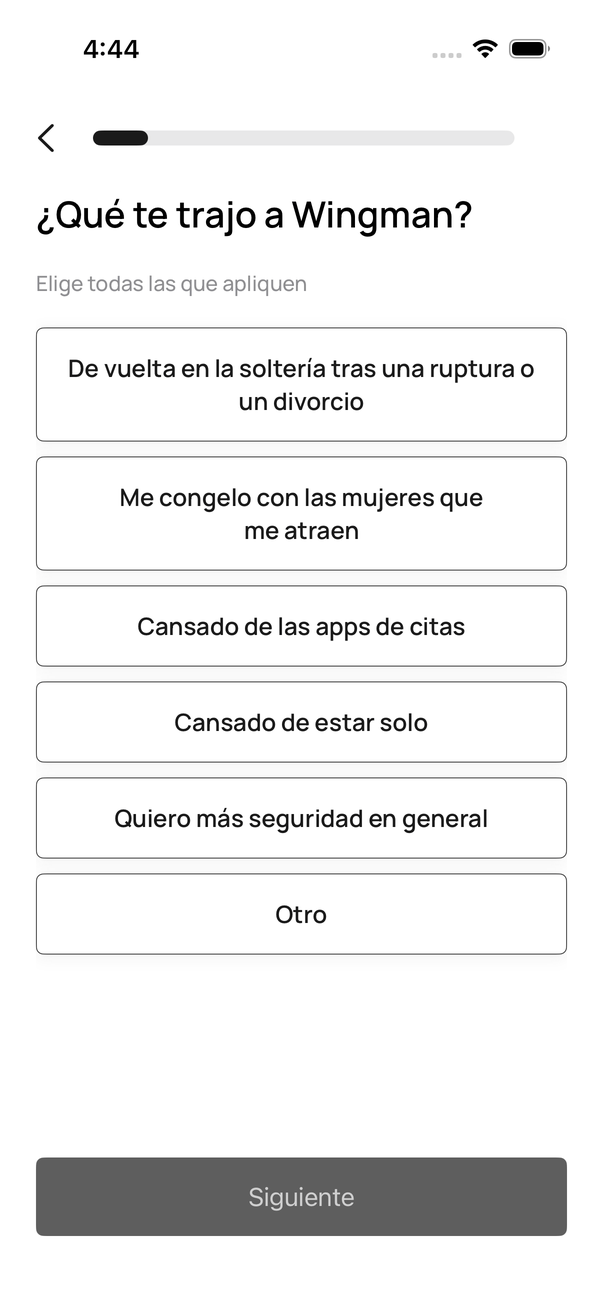 4:44
¿Qué te trajo a Wingman?
Elige todas las que apliquen
De vuelta en la soltería tras una ruptura o
un divorcio
Me congelo con las mujeres que
me atraen
Cansado de las apps de citas
Cansado de estar solo
Quiero más seguridad en general
Otro
Siguiente